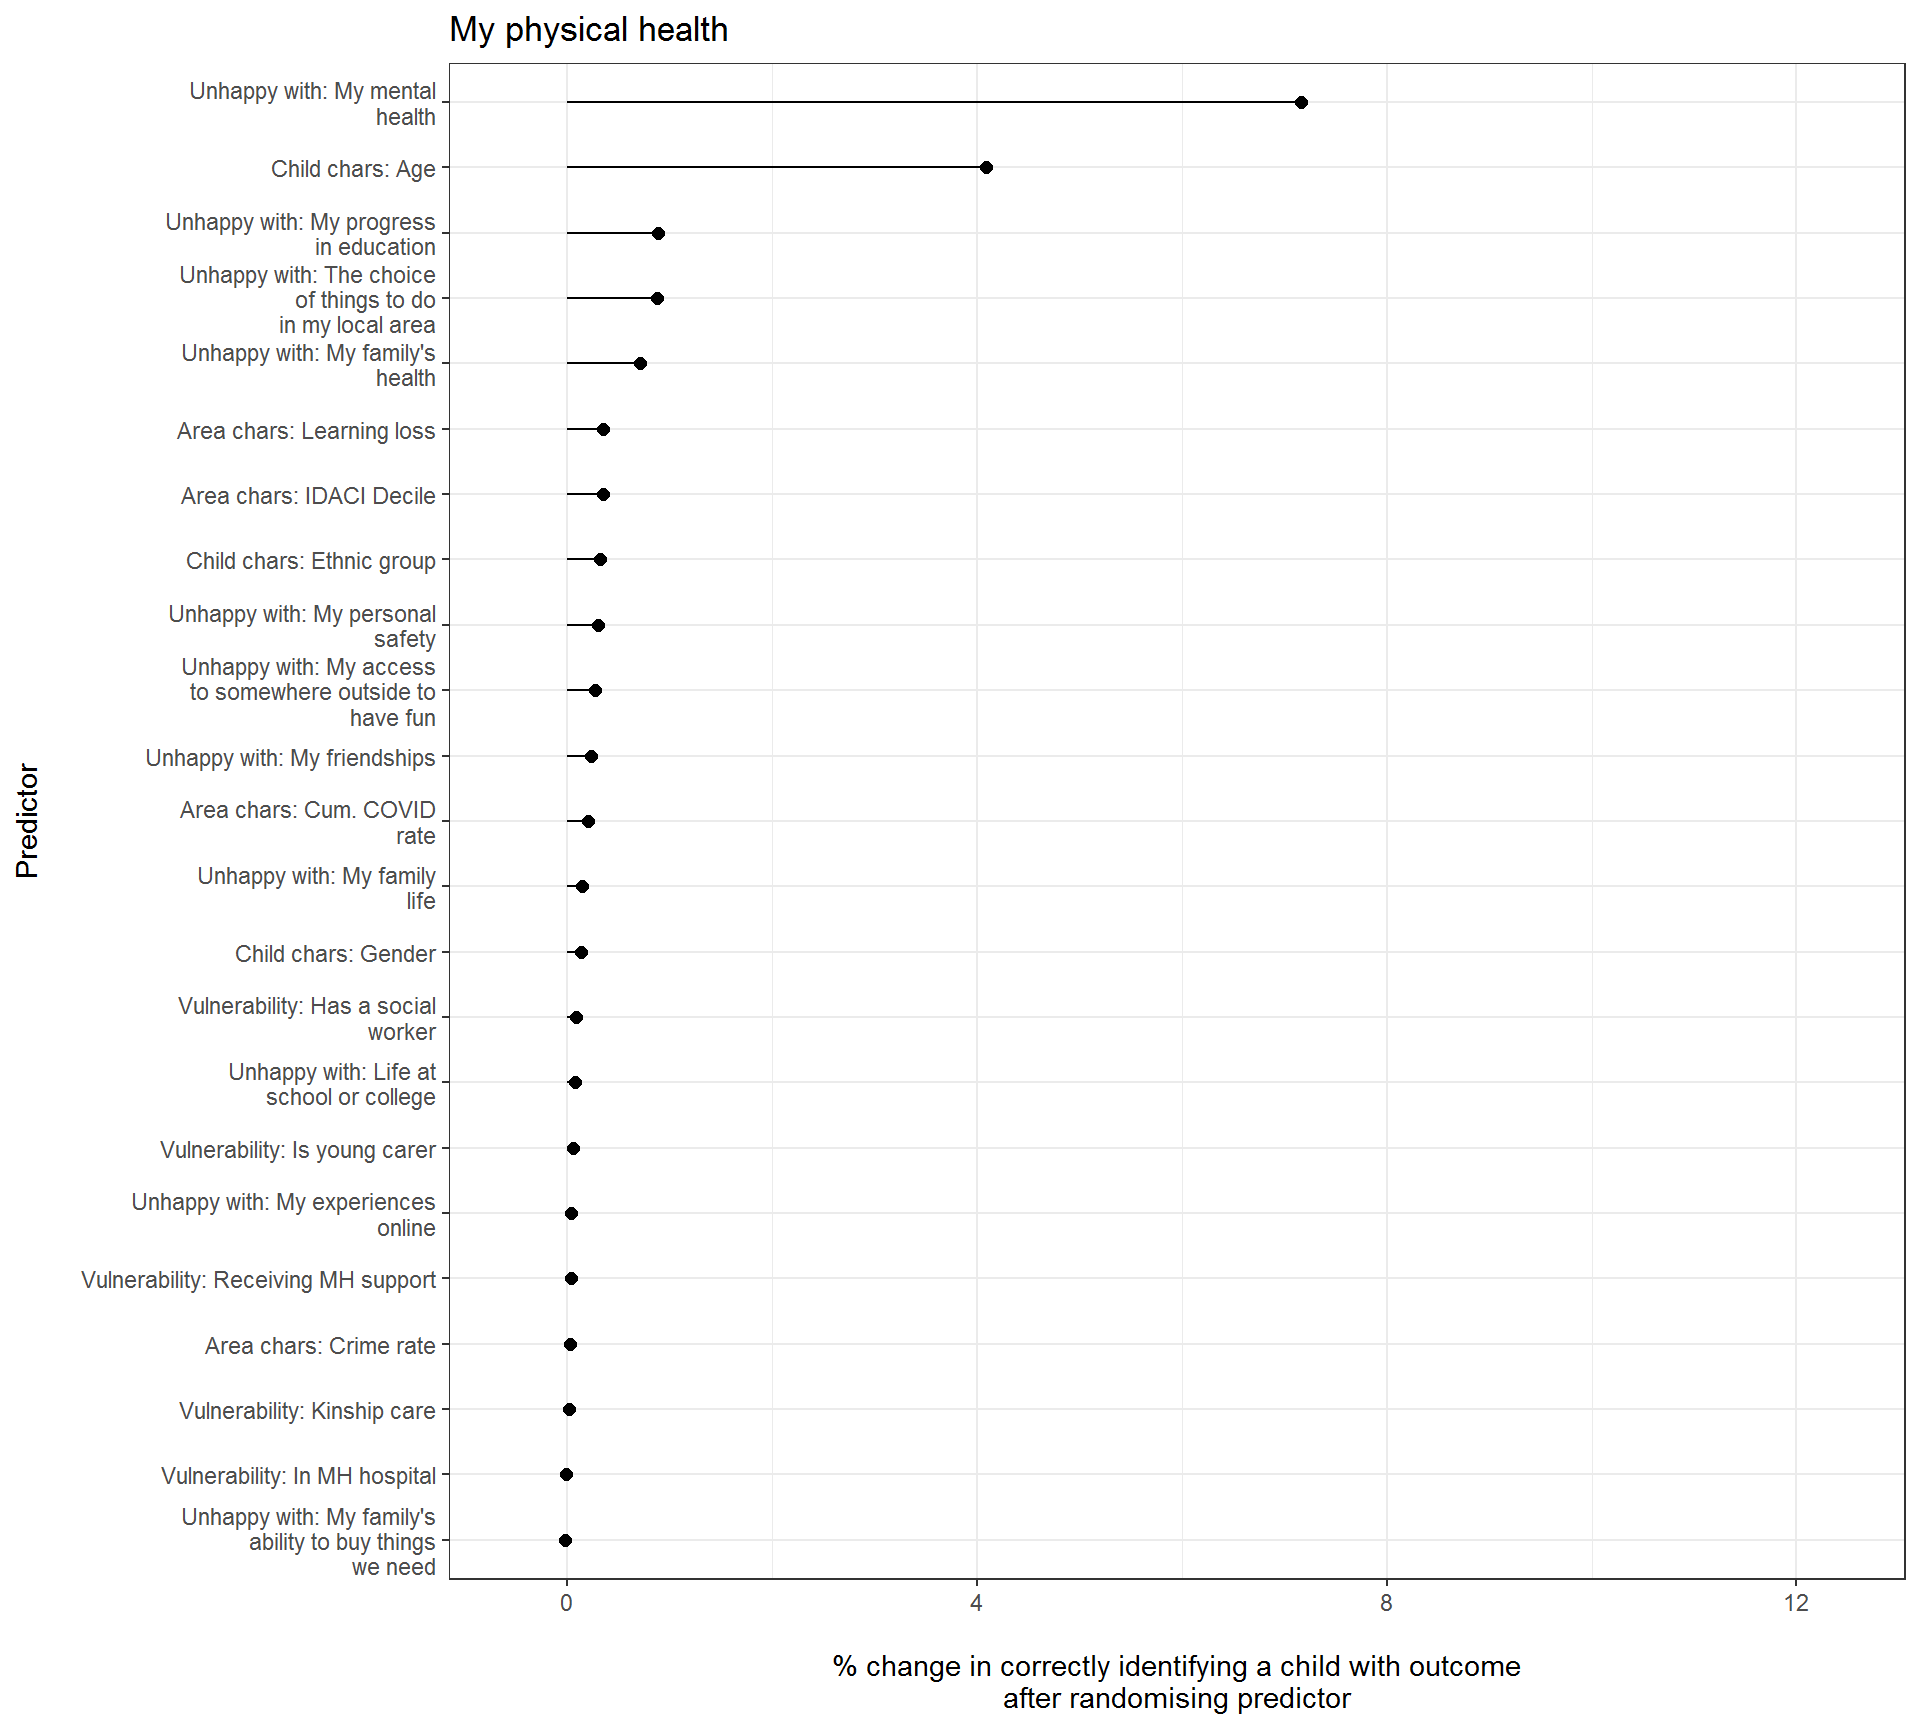 My physical health
Unhappy with: My mental
health
Child chars: Age
Unhappy with: My progress
in education
Unhappy with: The choice
of things to do
in my local area
Unhappy with: My family's
health
Area chars: Learning loss
Area chars: IDACI Decile
Child chars: Ethnic group
Unhappy with: My personal
safety
Unhappy with: My access
to somewhere outside to
have fun
Unhappy with: My friendships
Area chars: Cum. COVID
rate
Unhappy with: My family
life
Child chars: Gender
Vulnerability: Has a social
worker
Unhappy with: Life at
school or college
Vulnerability: Is young carer
Unhappy with: My experiences
online
Vulnerability: Receiving MH support
Area chars: Crime rate
Vulnerability: Kinship care
Vulnerability: In MH hospital
Unhappy with: My family's
ability to buy things
we need
Predictor
0 4 8 12
% change in correctly identifying a child with outcome
after randomising predictor